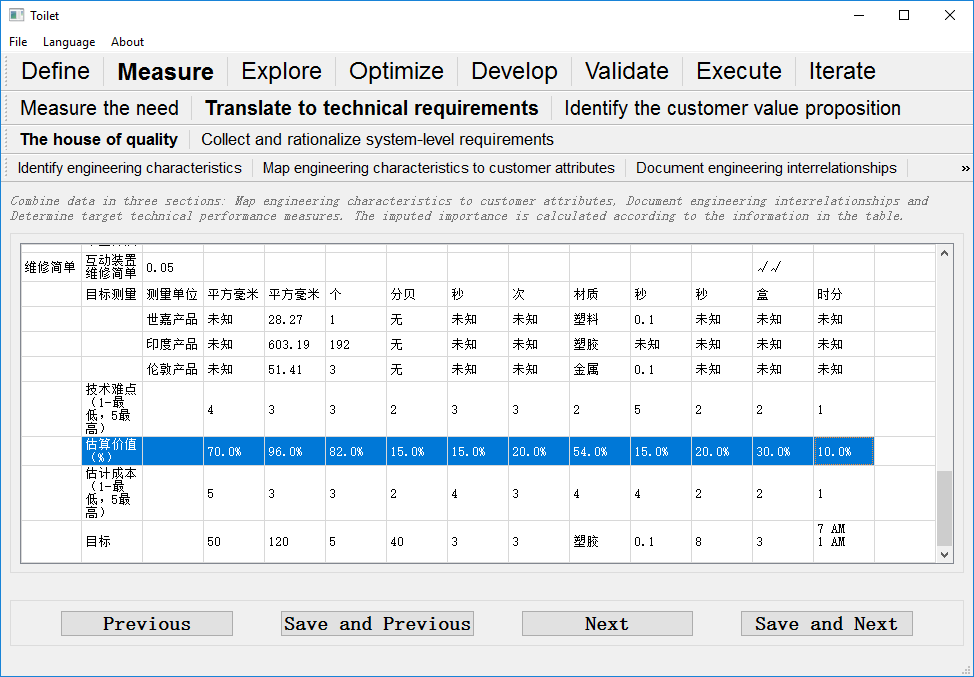 Toilet
File Language About
Define Measure Explore Optimize Develop Validate Execute Iterate
Measure the need Translate to technical requirements Identify the customer value proposition
The house of quality Collect and rationalize system-level requirements
Identify engineering characteristics Map engineering characteristics to customer attributes Document engineering interrelationships »
Combine data in three sections: Map engineering characteristics to customer attributes, Document engineering interrelationships and
Determine target technical performance measures. The imputed importance is calculated according to the information in the table.
维修简单 互动装置 维修简单 0.05 √√
目标测量 测量单位 平方毫米 平方毫米 个 分贝 秒 次 材质 秒 秒 盒 时分
世嘉产品 未知 28.27 1 无 未知 未知 塑料 0.1 未知 未知 未知
印度产品 未知 603.19 192 无 未知 未知 塑胶 未知 未知 未知 未知
伦敦产品 未知 51.41 3 无 未知 未知 金属 0.1 未知 未知 未知
技术难点
（1-最
低，5最
高）
4 3 3 2 3 3 2 5 2 2 1
估算价值
（%）
70.0% 96.0% 82.0% 15.0% 15.0% 20.0% 54.0% 15.0% 20.0% 30.0% 10.0%
估计成本
（1-最
低，5最
高）
5 3 3 2 4 3 4 4 2 2 1
目标 50 120 5 40 3 3 塑胶 0.1 8 3 7 AM
1 AM
Previous Save and Previous Next Save and Next